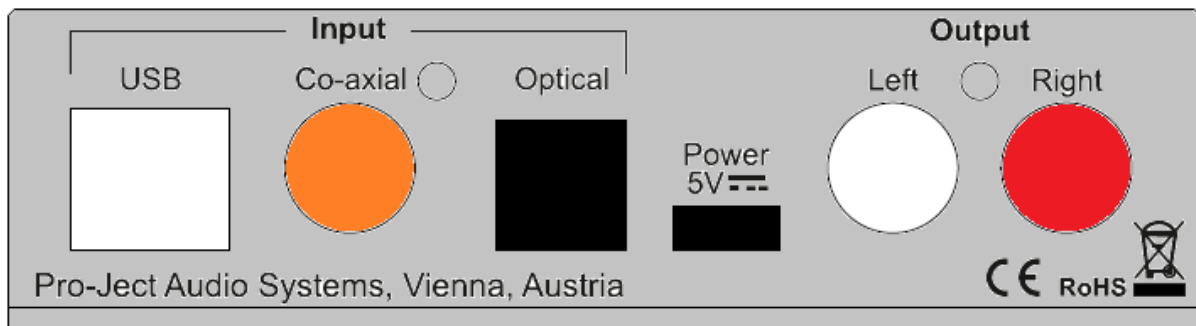 Input
Output
USB
Co-axial
Optical
Left
Right
Power
5V
Pro-Ject Audio Systems, Vienna, Austria
CE RoHS